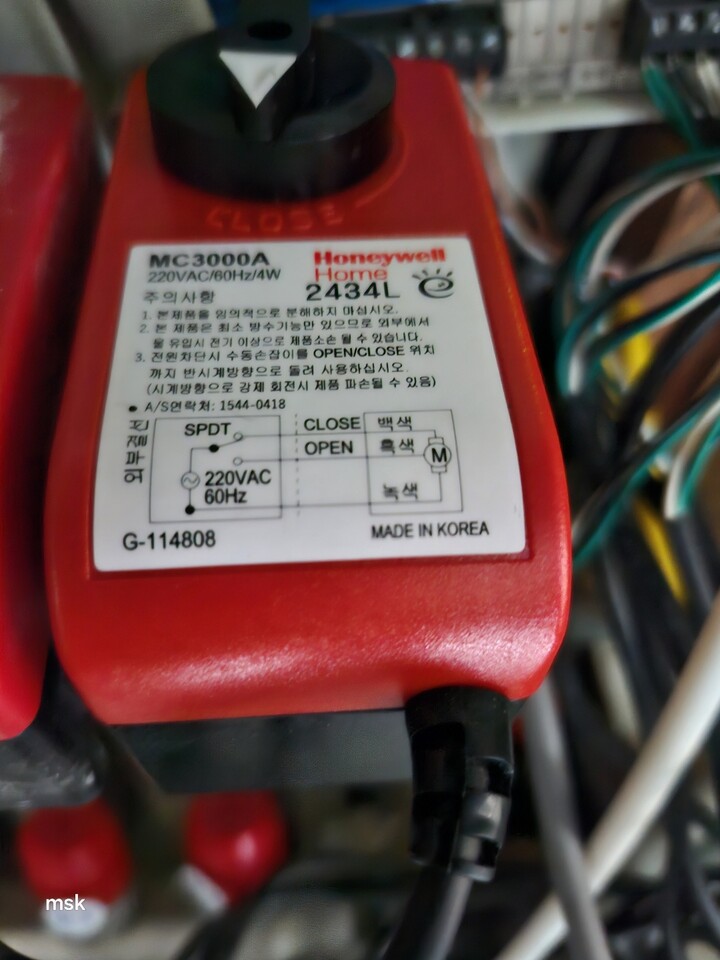 CLOSE
MC3000A
Honeywell
Home
220VAC/60Hz/4W
2434L
주의사항
1. 본제품을 임의적으로 분해하지 마십시오.
2. 본 제품은 최소 방수기능만 있으므로 외부에서
물 유입시 전기 이상으로 제품소손 될 수 있습니다.
3. 전원차단시 수동손잡이를 OPEN/CLOSE 위치
까지 반시계방향으로 돌려 사용하십시오.
(시계방향으로 강제 회전시 제품 파손될 수 있음)
● A/S연락처: 1544-0418
외부결선
SPDT
CLOSE 백색
OPEN 흑색
M
220VAC
60Hz
녹색
G-114808
MADE IN KOREA
msk